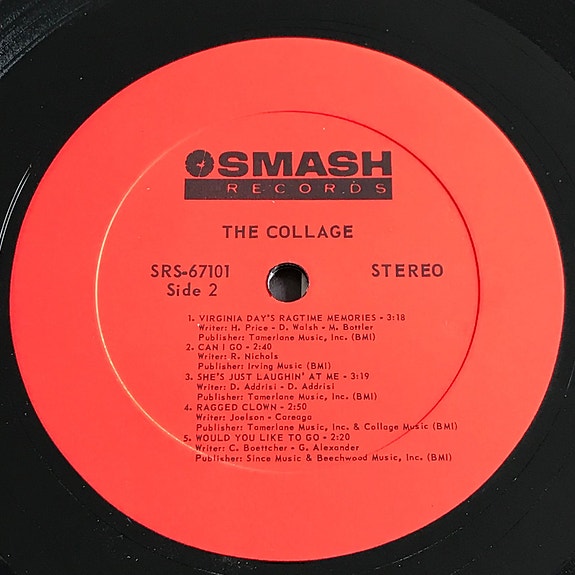 SMASH
RECORDS
THE COLLAGE
SRS-67101 STEREO
Side 2
1. VIRGINIA DAY'S RAGTIME MEMORIES - 3:18
Writer: H. Price - D. Walsh - M. Bottler
Publisher: Tamerlane Music, Inc. (BMI)
2. CAN I GO - 2:40
Writer: R. Nichols
Publisher: Irving Music (BMI)
3. SHE'S JUST LAUGHIN' AT ME - 3:19
Writer: D. Addrisi - D. Addrisi
Publisher: Tamerlane Music, Inc. (BMI)
4. RAGGED CLOWN - 2:50
Writer: Joelson - Careaga
Publisher: Tamerlane Music, Inc. & Collage Music (BMI)
5. WOULD YOU LIKE TO GO - 2:20
Writer: C. Boettcher - G. Alexander
Publisher: Since Music & Beechwood Music, Inc. (BMI)